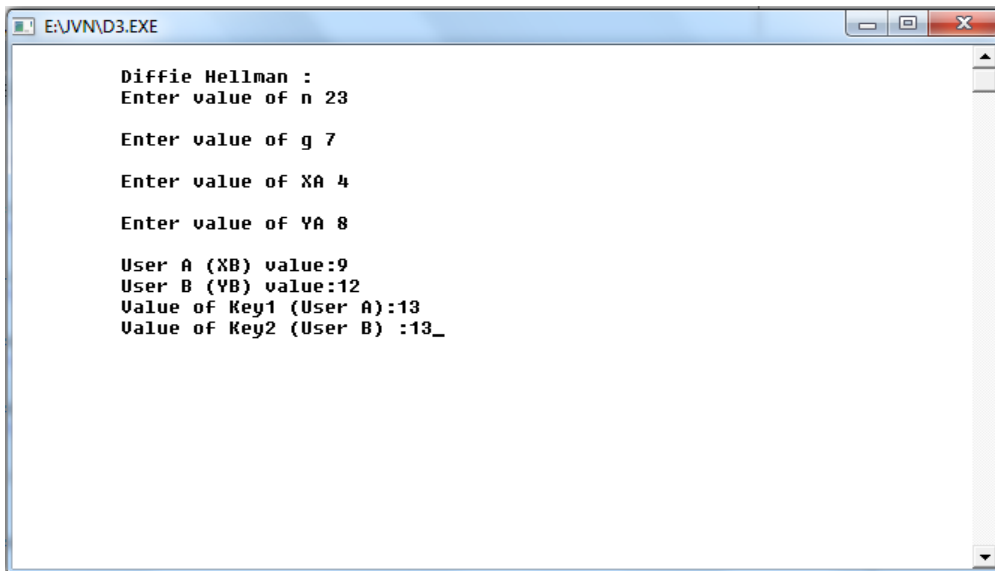 E:\JVN\D3.EXE
Diffie Hellman :
Enter value of n 23
Enter value of g 7
Enter value of XA 4
Enter value of YA 8
User A (XB) value:9
User B (YB) value:12
Value of Key1 (User A):13
Value of Key2 (User B) :13_